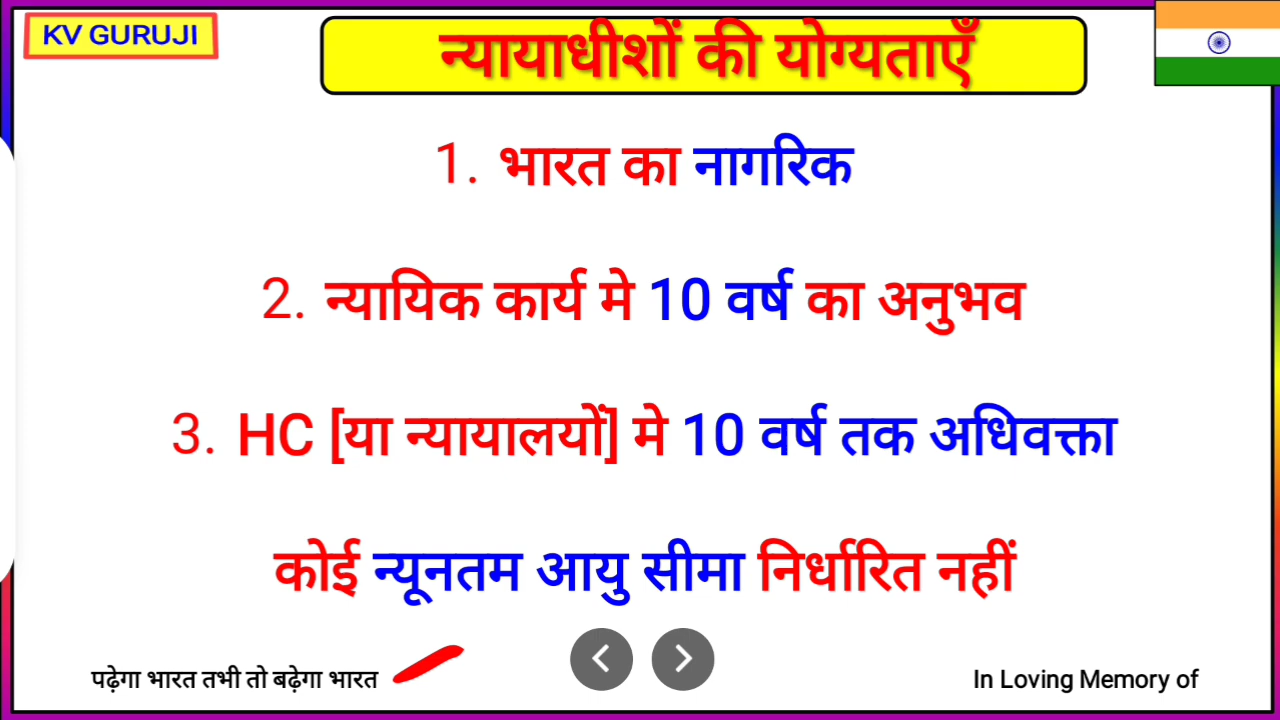 KV GURUJI
न्यायाधीशों की योग्यताएँ
1. भारत का नागरिक
2. न्यायिक कार्य मे 10 वर्ष का अनुभव
3. HC [या न्यायालयों] मे 10 वर्ष तक अधिवक्ता
कोई न्यूनतम आयु सीमा निर्धारित नहीं
पढ़ेगा भारत तभी तो बढ़ेगा भारत
In Loving Memory of